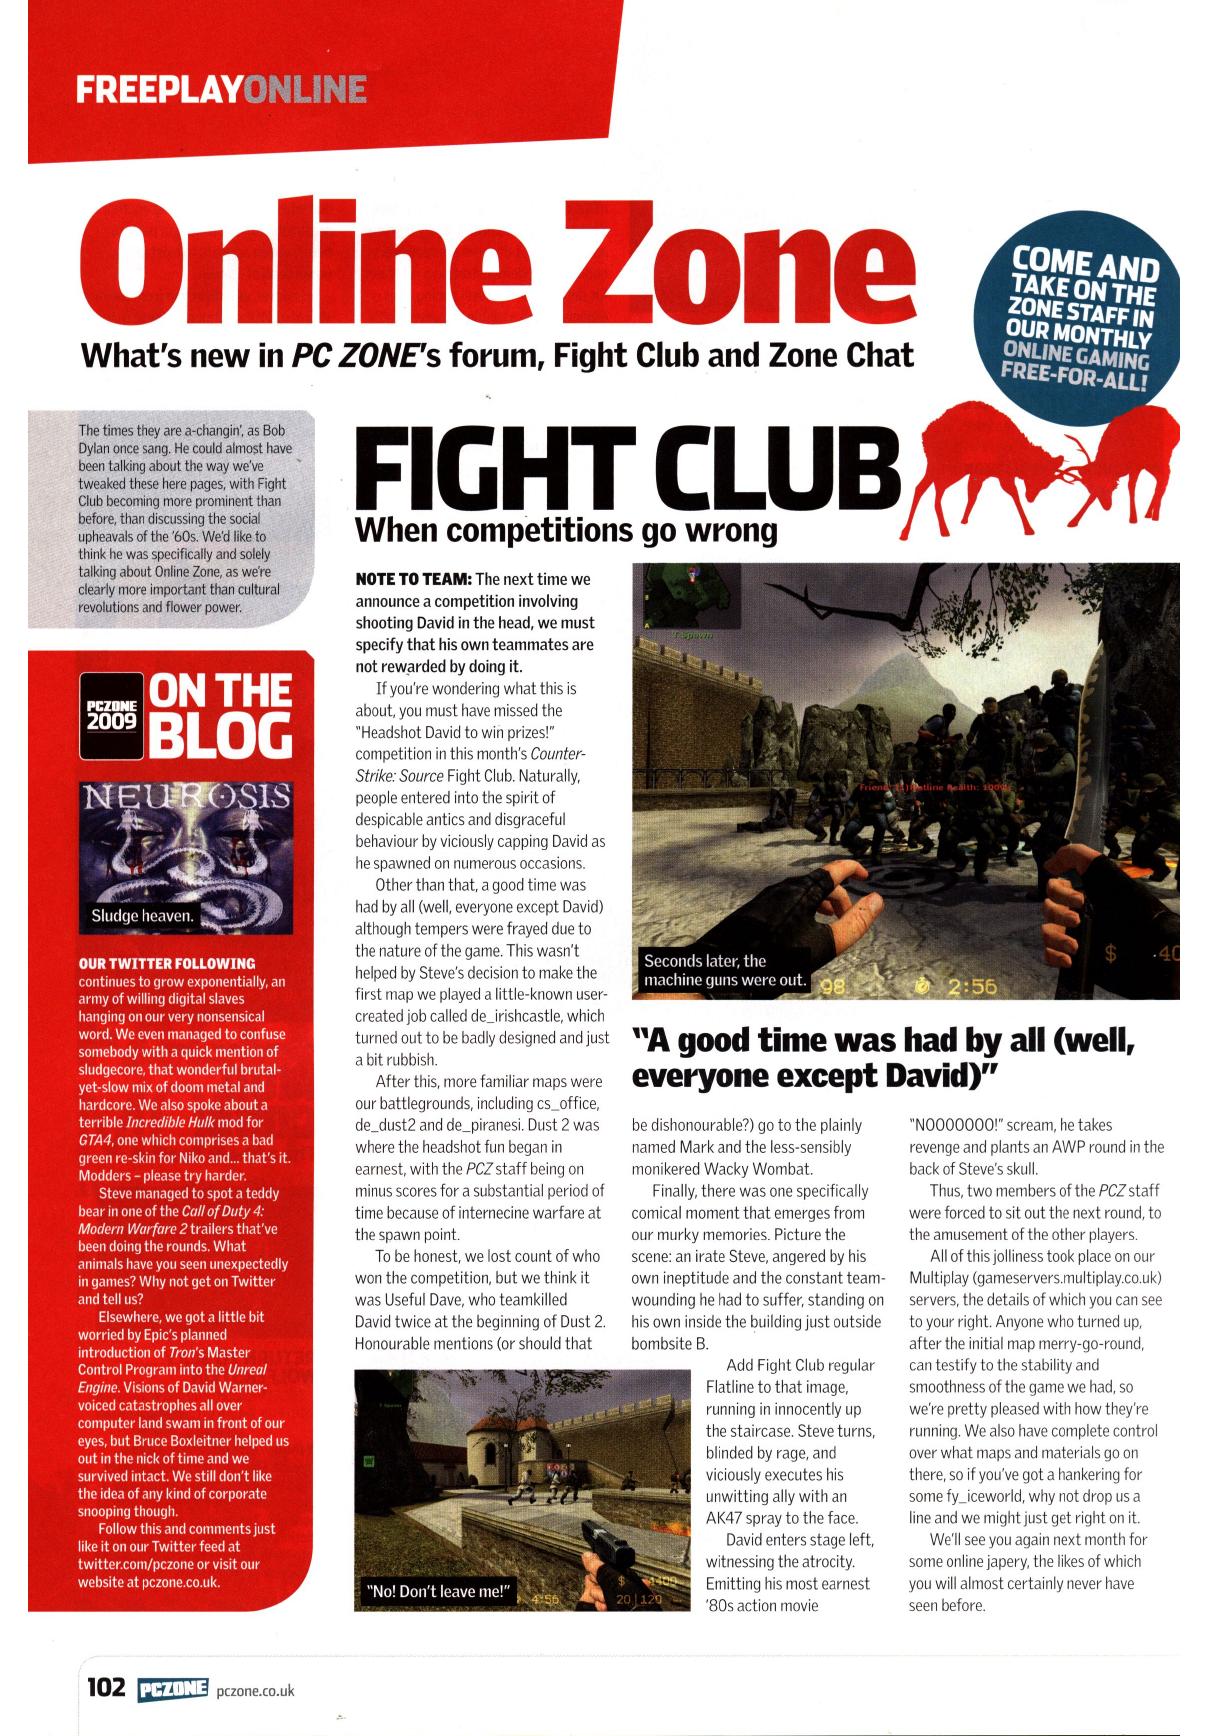 FREEPLAYONLINE
Online Zone
What's new in PC ZONE's forum, Fight Club and Zone Chat
COME AND
TAKE ON THE
ZONE STAFF IN
OUR MONTHLY
ONLINE GAMING
FREE-FOR-ALL!
The times they are a-changin', as Bob
Dylan once sang. He could almost have
been talking about the way we've
tweaked these here pages, with Fight
Club becoming more prominent than
before, than discussing the social
upheavals of the '60s. We'd like to
think he was specifically and solely
talking about Online Zone, as we're
clearly more important than cultural
revolutions and flower power.
PCZONE
2009
ON THE
BLOG
NEUROSIS
Sludge heaven.
OUR TWITTER FOLLOWING
continues to grow exponentially, an
army of willing digital slaves
hanging on our very nonsensical
word. We even managed to confuse
somebody with a quick mention of
sludgecore, that wonderful brutal-
yet-slow mix of doom metal and
hardcore. We also spoke about a
terrible Incredible Hulk mod for
GTA4, one which comprises a bad
green re-skin for Niko and... that's it.
Modders – please try harder.
Steve managed to spot a teddy
bear in one of the Call of Duty 4:
Modern Warfare 2 trailers that've
been doing the rounds. What
animals have you seen unexpectedly
in games? Why not get on Twitter
and tell us?
Elsewhere, we got a little bit
worried by Epic's planned
introduction of Tron's Master
Control Program into the Unreal
Engine. Visions of David Warner-
voiced catastrophes all over
computer land swam in front of our
eyes, but Bruce Boxleitner helped us
out in the nick of time and we
survived intact. We still don't like
the idea of any kind of corporate
snooping though.
Follow this and comments just
like it on our Twitter feed at
twitter.com/pczone or visit our
website at pczone.co.uk.
FIGHT CLUB
When competitions go wrong
NOTE TO TEAM: The next time we
announce a competition involving
shooting David in the head, we must
specify that his own teammates are
not rewarded by doing it.
If you're wondering what this is
about, you must have missed the
"Headshot David to win prizes!"
competition in this month's Counter-
Strike: Source Fight Club. Naturally,
people entered into the spirit of
despicable antics and disgraceful
behaviour by viciously capping David as
he spawned on numerous occasions.
Other than that, a good time was
had by all (well, everyone except David)
although tempers were frayed due to
the nature of the game. This wasn't
helped by Steve's decision to make the
first map we played a little-known user-
created job called de_irishcastle, which
turned out to be badly designed and just
a bit rubbish.
After this, more familiar maps were
our battlegrounds, including cs_office,
de_dust2 and de_piranesi. Dust 2 was
where the headshot fun began in
earnest, with the PCZ staff being on
minus scores for a substantial period of
time because of internecine warfare at
the spawn point.
To be honest, we lost count of who
won the competition, but we think it
was Useful Dave, who teamkilled
David twice at the beginning of Dust 2.
Honourable mentions (or should that
T Spawn
Seconds later, the
machine guns were out.
98
2:56
$ 40
"A good time was had by all (well,
everyone except David)"
be dishonourable?) go to the plainly
named Mark and the less-sensibly
monikered Wacky Wombat.
Finally, there was one specifically
comical moment that emerges from
our murky memories. Picture the
scene: an irate Steve, angered by his
own ineptitude and the constant team-
wounding he had to suffer, standing on
his own inside the building just outside
bombsite B.
Add Fight Club regular
Flatline to that image,
running in innocently up
the staircase. Steve turns,
blinded by rage, and
viciously executes his
unwitting ally with an
AK47 spray to the face.
David enters stage left,
witnessing the atrocity.
Emitting his most earnest
'80s action movie
"NOOOOOOO!" scream, he takes
revenge and plants an AWP round in the
back of Steve's skull.
Thus, two members of the PCZ staff
were forced to sit out the next round, to
the amusement of the other players.
All of this jolliness took place on our
Multiplay (gameservers.multiplay.co.uk)
servers, the details of which you can see
to your right. Anyone who turned up,
after the initial map merry-go-round,
can testify to the stability and
smoothness of the game we had, so
we're pretty pleased with how they're
running. We also have complete control
over what maps and materials go on
there, so if you've got a hankering for
some fy_iceworld, why not drop us a
line and we might just get right on it.
We'll see you again next month for
some online japery, the likes of which
you will almost certainly never have
seen before.
"No! Don't leave me!"
4:56
20|120
102 PCZONE pczone.co.uk